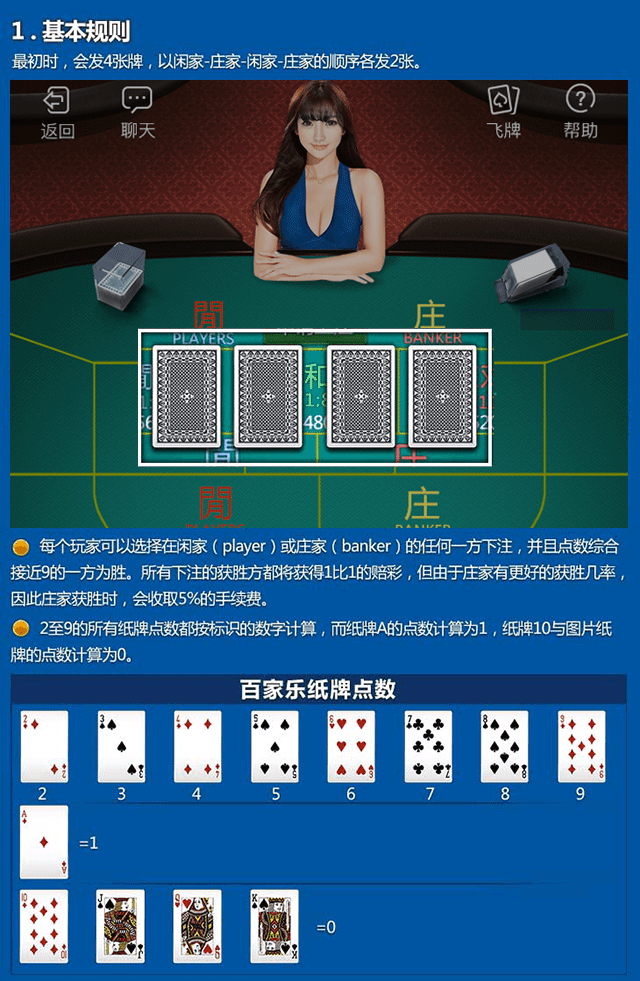 1 . 基本规则
最初时，会发4张牌，以闲家-庄家-闲家-庄家的顺序各发2张。
返回 聊天 飞牌 帮助
閒 庄
PLAYERS BANKER
和
閒 庄
每个玩家可以选择在闲家（player）或庄家（banker）的任何一方下注，并且点数综合
接近9的一方为胜。所有下注的获胜方都将获得1比1的赔彩，但由于庄家有更好的获胜几率，
因此庄家获胜时，会收取5%的手续费。
2至9的所有纸牌点数都按标识的数字计算，而纸牌A的点数计算为1，纸牌10与图片纸
牌的点数计算为0。
百家乐纸牌点数
2 3 4 5 6 7 8 9
2 3 4 5 6 7 8 9
A
=1
10 J Q K
=0